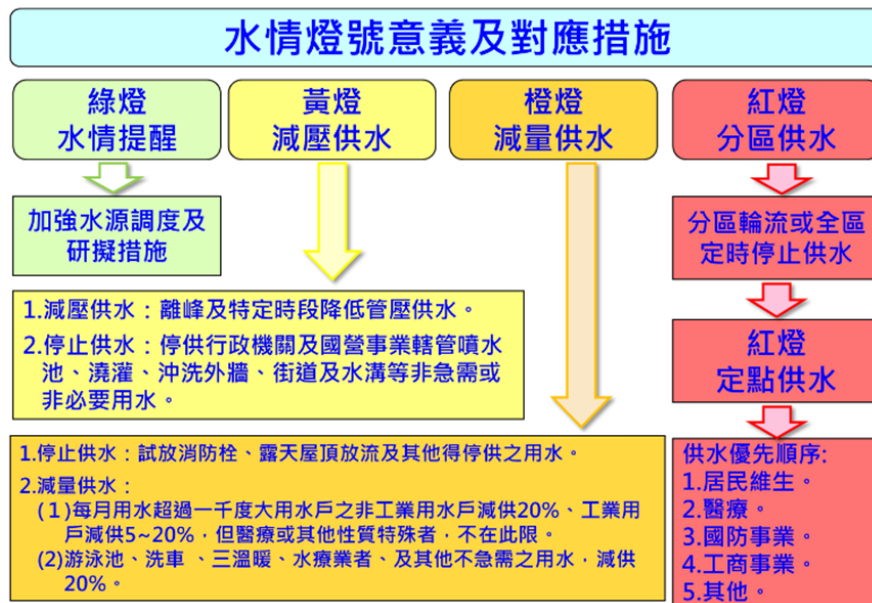 水情燈號意義及對應措施
綠燈
水情提醒
黃燈
減壓供水
橙燈
減量供水
紅燈
分區供水
加強水源調度及
研擬措施
分區輪流或全區
定時停止供水
1.減壓供水：離峰及特定時段降低管壓供水。
2.停止供水：停供行政機關及國營事業轄管噴水
池、澆灌、沖洗外牆、街道及水溝等非急需或
非必要用水。
紅燈
定點供水
1.停止供水：試放消防栓、露天屋頂放流及其他得停供之用水。
2.減量供水：
(１)每月用水超過一千度大用水戶之非工業用水戶減供20%、工業用
戶減供5~20%，但醫療或其他性質特殊者，不在此限。
(2)游泳池、洗車 、三溫暖、水療業者、及其他不急需之用水，減供
20%。
供水優先順序:
1.居民維生。
2.醫療。
3.國防事業。
4.工商事業。
5.其他。